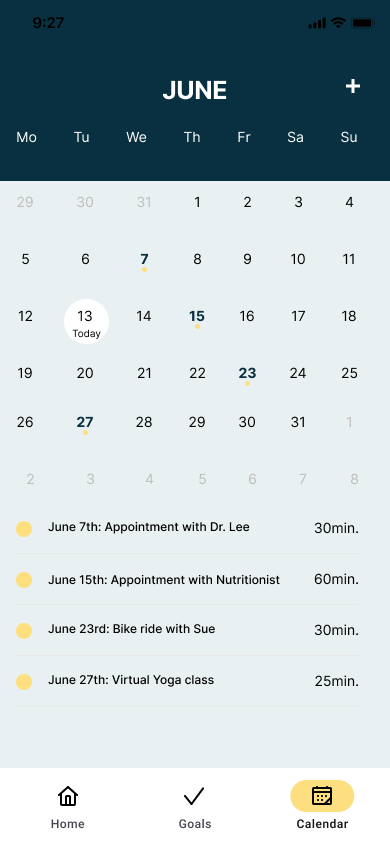 9:27
JUNE +
Mo Tu We Th Fr Sa Su
29 30 31 1 2 3 4
5 6 7 8 9 10 11
12 13 14 15 16 17 18
Today
19 20 21 22 23 24 25
26 27 28 29 30 31 1
2 3 4 5 6 7 8
June 7th: Appointment with Dr. Lee 30min.
June 15th: Appointment with Nutritionist 60min.
June 23rd: Bike ride with Sue 30min.
June 27th: Virtual Yoga class 25min.
Home Goals Calendar